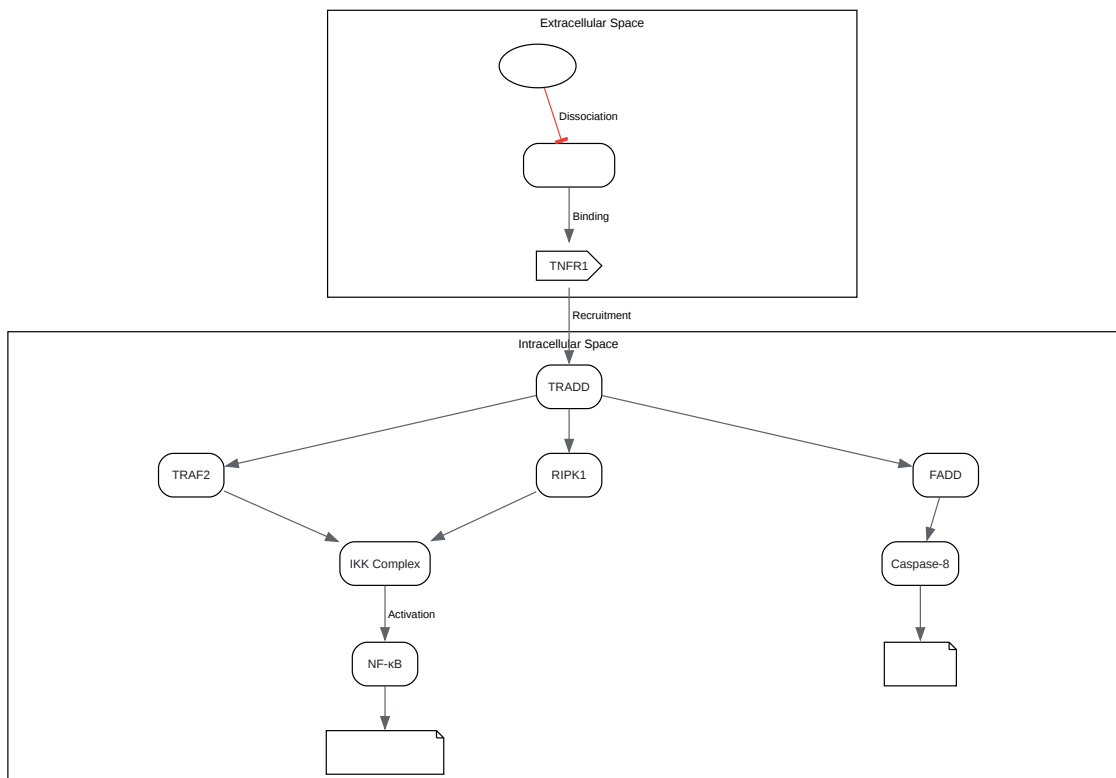 Extracellular Space
Dissociation
Binding
TNFR1
Recruitment
Intracellular Space
TRADD
TRAF2
RIPK1
FADD
IKK Complex
Caspase-8
Activation
NF-κB